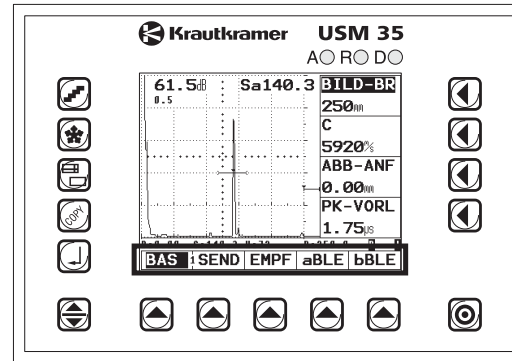 Krautkramer USM 35
A R D
61.5dB : Sa140.3
0.5
BILD-BR
250mm
C
5920m/s
ABB-ANF
0.00mm
PK-VORL
1.75µs
COPY
BAS 1 SEND EMPF aBLE bBLE